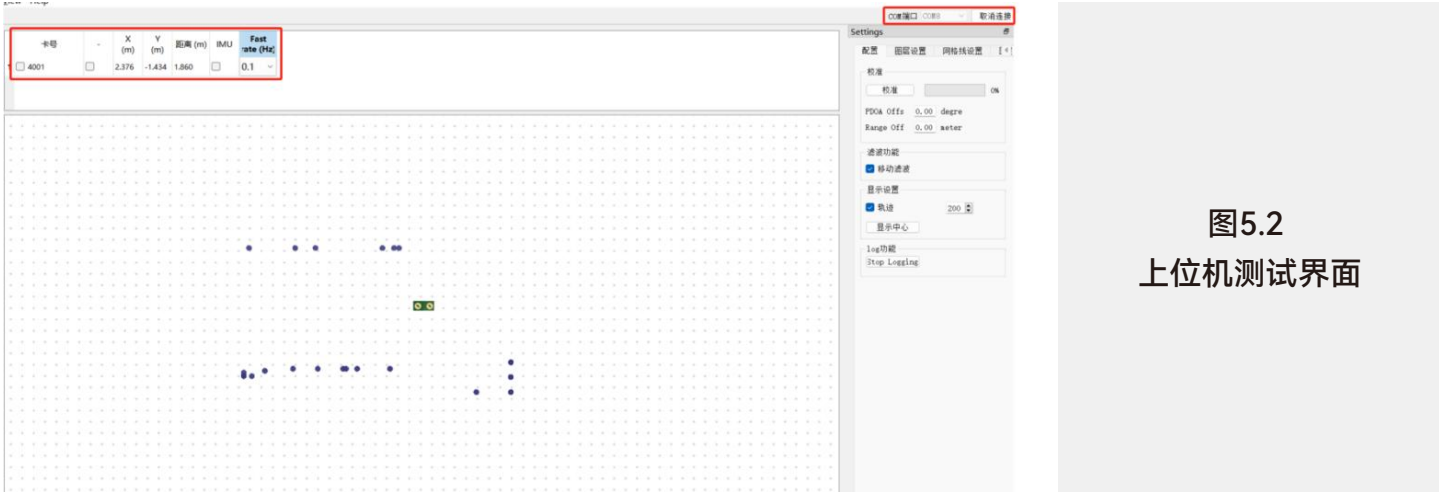 COM端口 COM8 取消连接
卡号 - X (m) Y (m) 距离 (m) IMU Fast rate (Hz)
4001 2.376 -1.434 1.860 0.1
Settings
配置 图层设置 网格线设置
校准
校准 0%
PDOA Offs 0.00 degre
Range Off 0.00 meter
滤波功能
移动滤波
显示设置
轨迹 200
显示中心
log功能
Stop Logging
图5.2
上位机测试界面